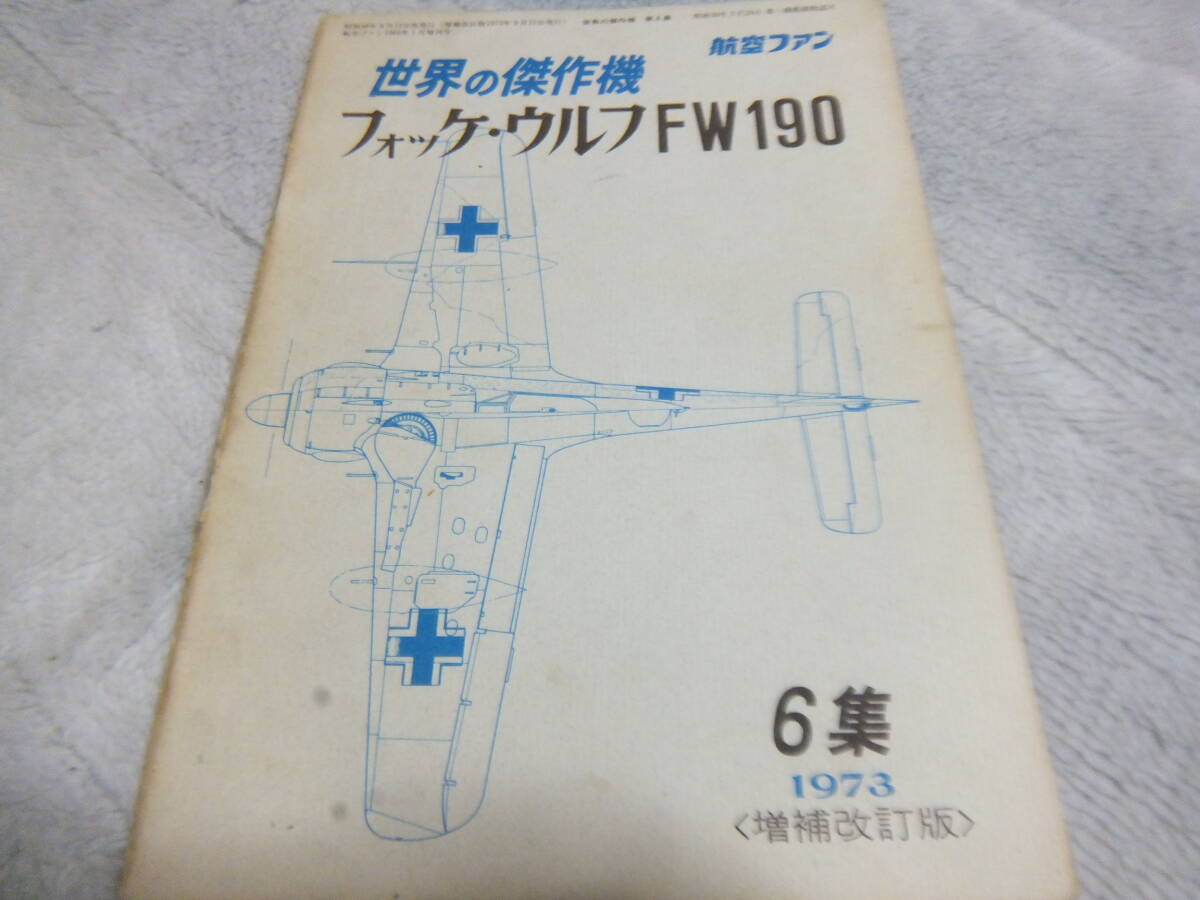 航空ファン
世界の傑作機
フォッケ・ウルフFW190
6集
1973
〈増補改訂版〉